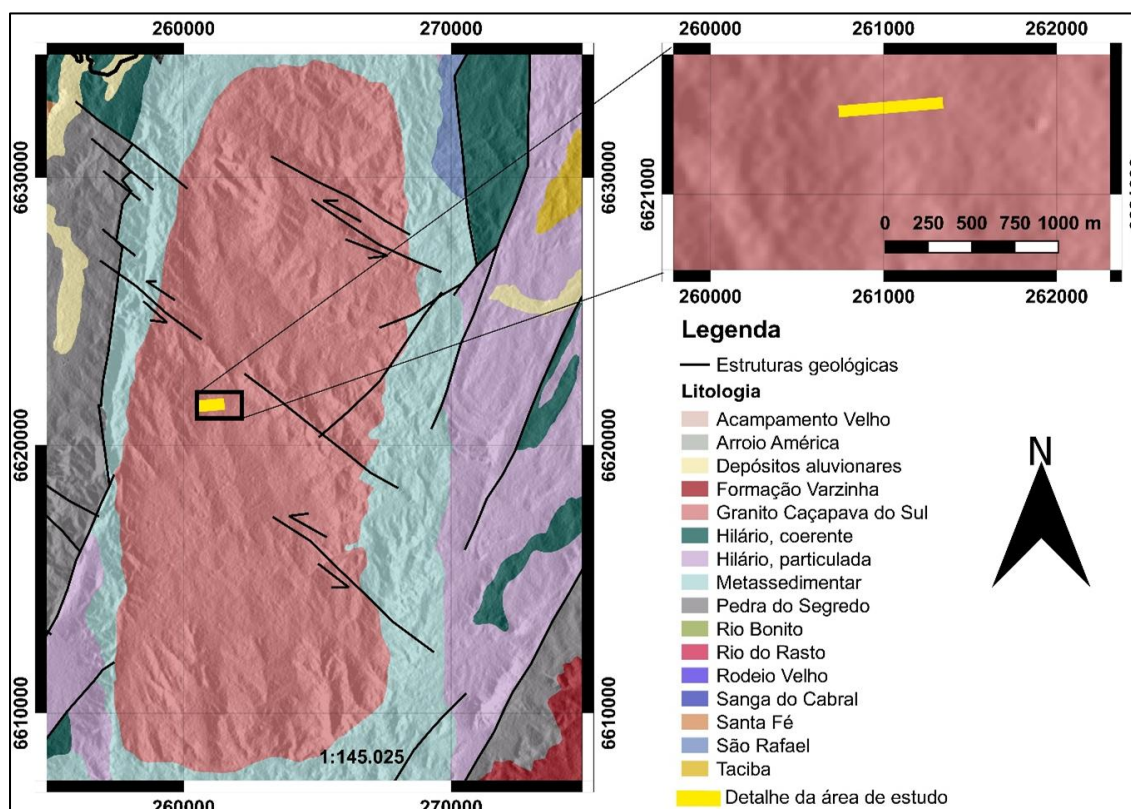 260000 270000
260000 261000 262000
6630000 6630000
6620000 6620000
6610000 6610000
6621000
0 250 500 750 1000 m
260000 261000 262000
1:145.025
260000 270000
Legenda
Estruturas geológicas
Litologia
Acampamento Velho
Arroio América
Depósitos aluvionares
Formação Varzinha
Granito Caçapava do Sul
Hilário, coerente
Hilário, particulada
Metassedimentar
Pedra do Segredo
Rio Bonito
Rio do Rasto
Rodeio Velho
Sanga do Cabral
Santa Fé
São Rafael
Taciba
Detalhe da área de estudo
N